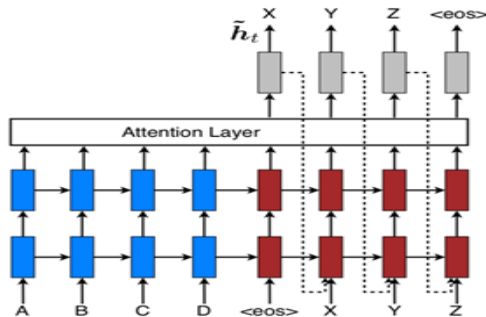 X Y Z <eos>
h̃ₜ
Attention Layer
A B C D <eos> X Y Z